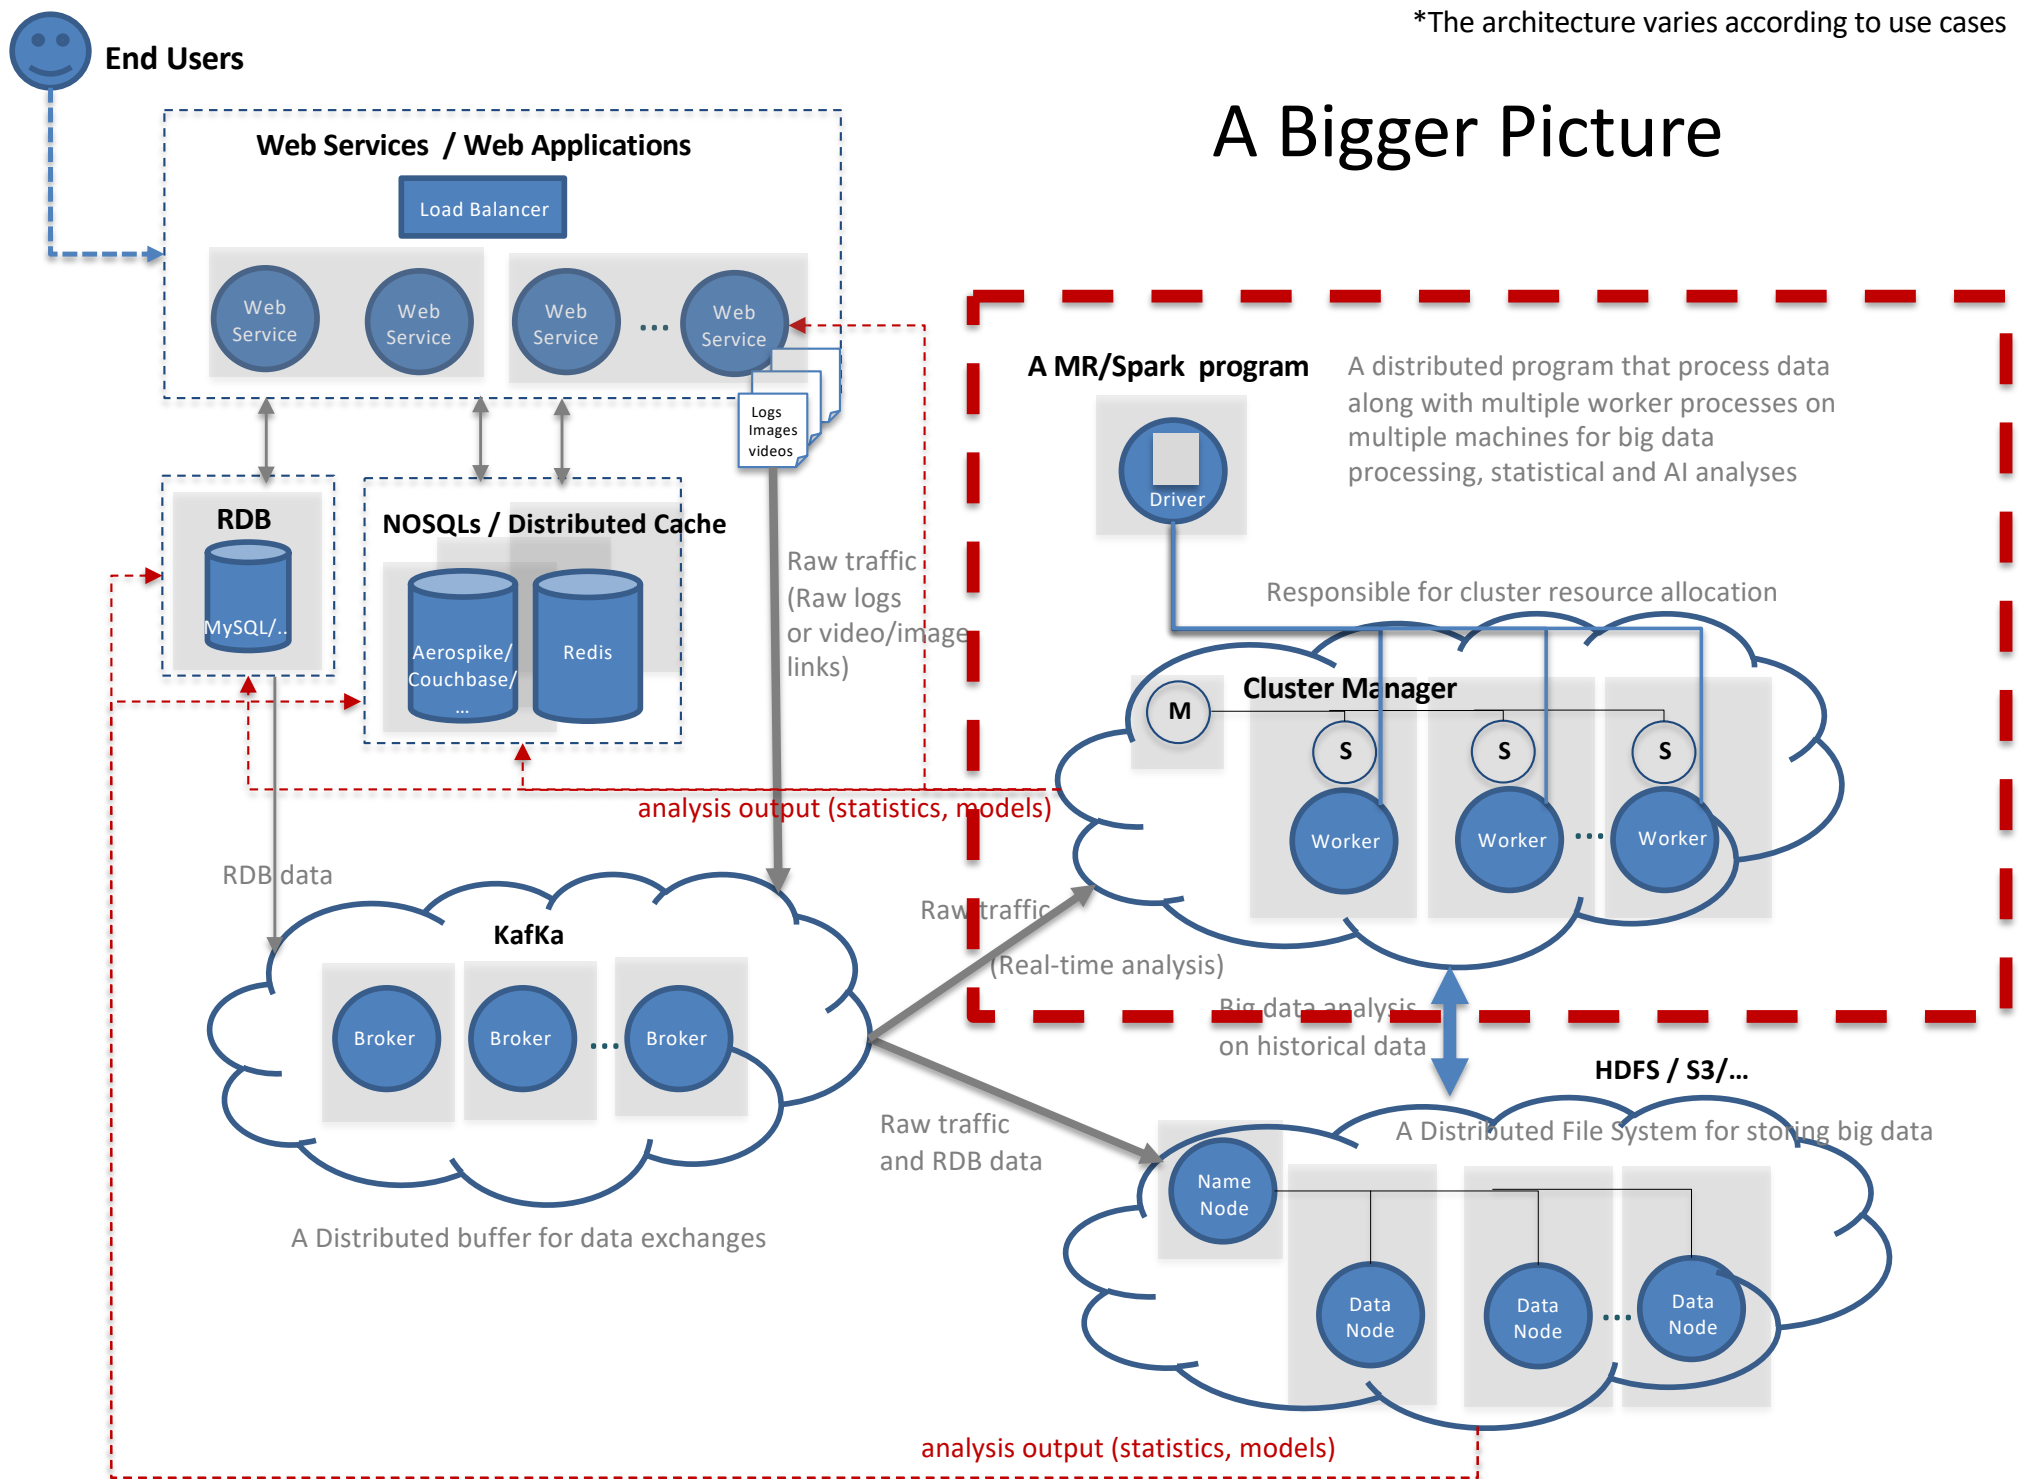 *The architecture varies according to use cases
End Users
A Bigger Picture
Web Services / Web Applications
Load Balancer
Web
Service
Web
Service
Web
Service
...
Web
Service
Logs
Images
videos
A MR/Spark program
A distributed program that process data
along with multiple worker processes on
multiple machines for big data
processing, statistical and AI analyses
Driver
RDB
MySQL/..
NOSQLs / Distributed Cache
Aerospike/
Couchbase/
...
Redis
Raw traffic
(Raw logs
or video/image
links)
Responsible for cluster resource allocation
Cluster Manager
M
S
S
S
Worker
Worker
...
Worker
analysis output (statistics, models)
RDB data
Raw traffic
(Real-time analysis)
KafKa
Broker
Broker
...
Broker
A Distributed buffer for data exchanges
Big data analysis
on historical data
Raw traffic
and RDB data
HDFS / S3/...
A Distributed File System for storing big data
Name
Node
Data
Node
Data
Node
...
Data
Node
analysis output (statistics, models)